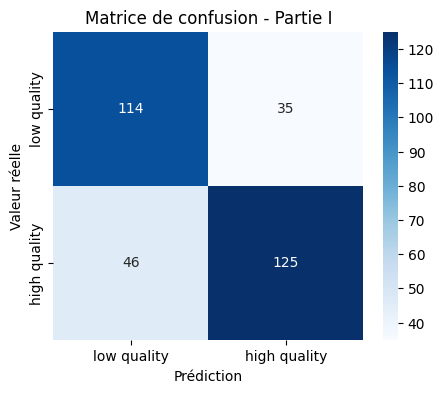 Matrice de confusion - Partie I
Valeur réelle
low quality
114
35
high quality
46
125
low quality
high quality
Prédiction
120
110
100
90
80
70
60
50
40